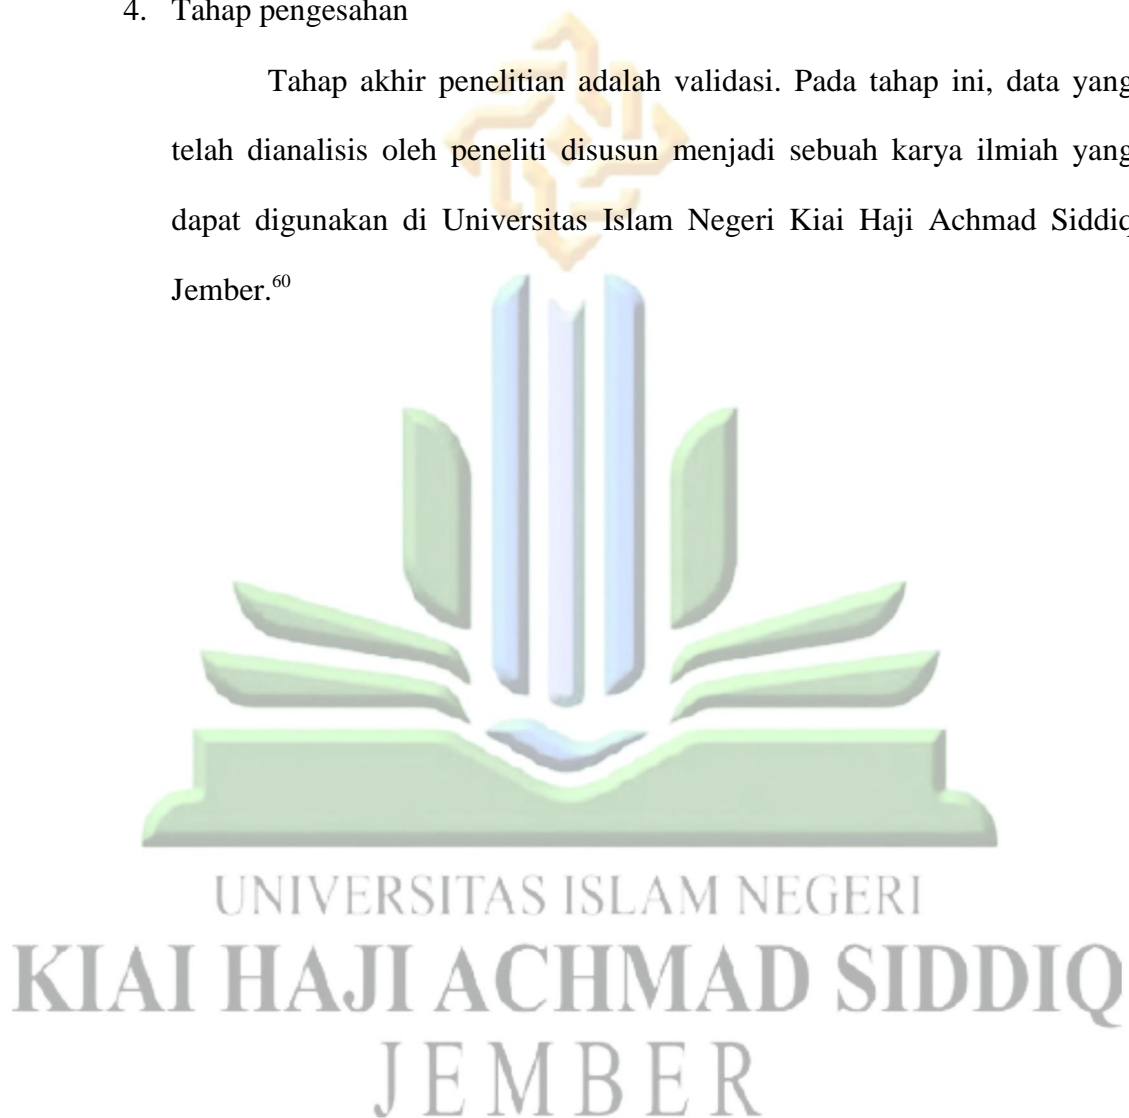 4. Tahap pengesahan
Tahap akhir penelitian adalah validasi. Pada tahap ini, data yang
telah dianalisis oleh peneliti disusun menjadi sebuah karya ilmiah yang
dapat digunakan di Universitas Islam Negeri Kiai Haji Achmad Siddiq
Jember.⁶⁰
UNIVERSITAS ISLAM NEGERI
KIAI HAJI ACHMAD SIDDIQ
JEMBER